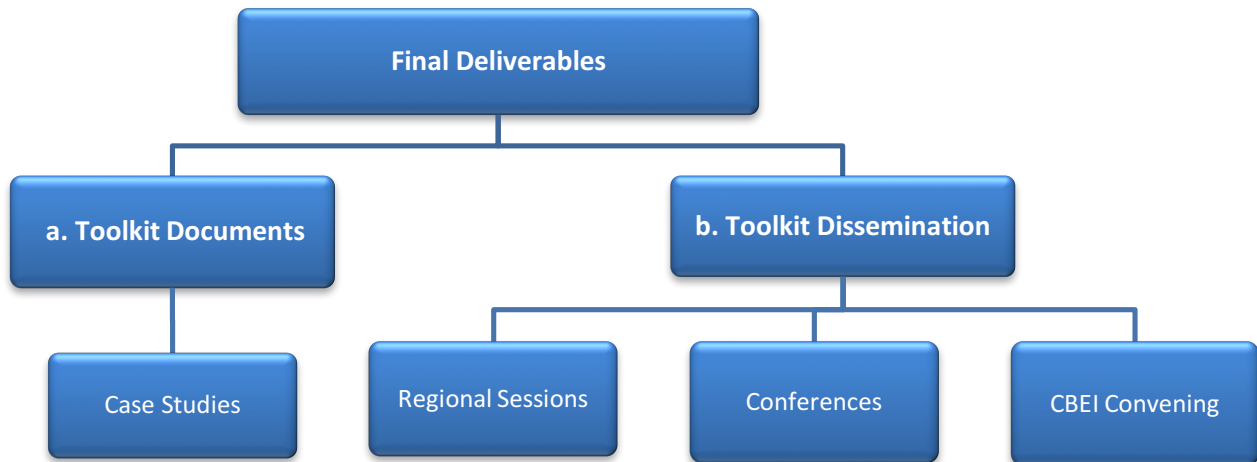 Final Deliverables
a. Toolkit Documents
b. Toolkit Dissemination
Case Studies
Regional Sessions
Conferences
CBEI Convening